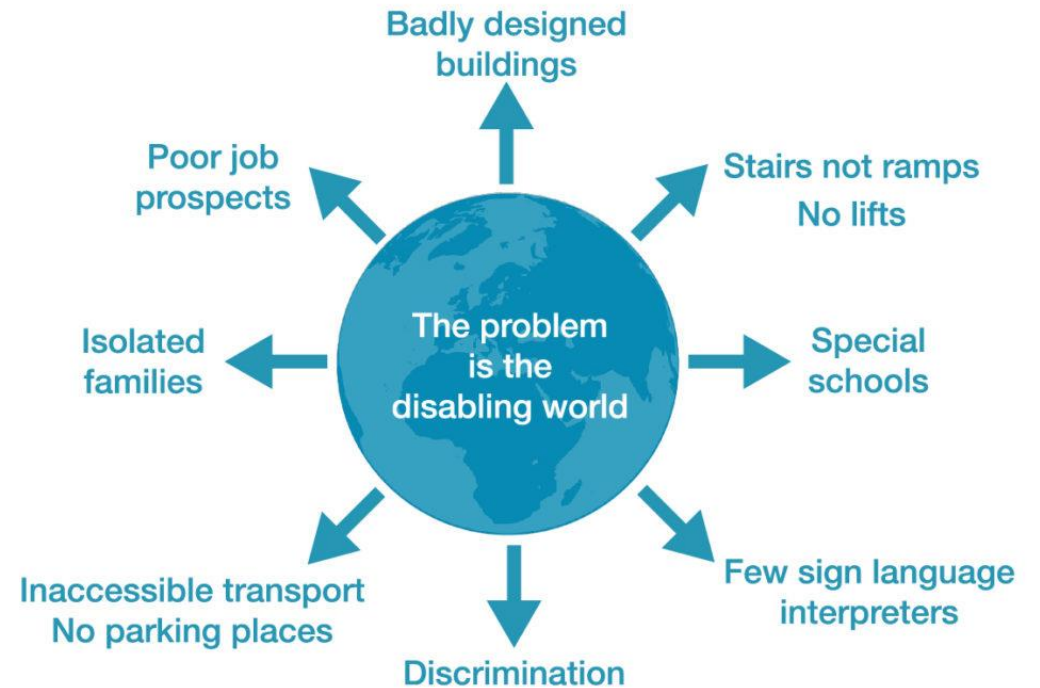 Badly designed
buildings
Poor job
prospects
Stairs not ramps
No lifts
Isolated
families
The problem
is the
disabling world
Special
schools
Inaccessible transport
No parking places
Few sign language
interpreters
Discrimination